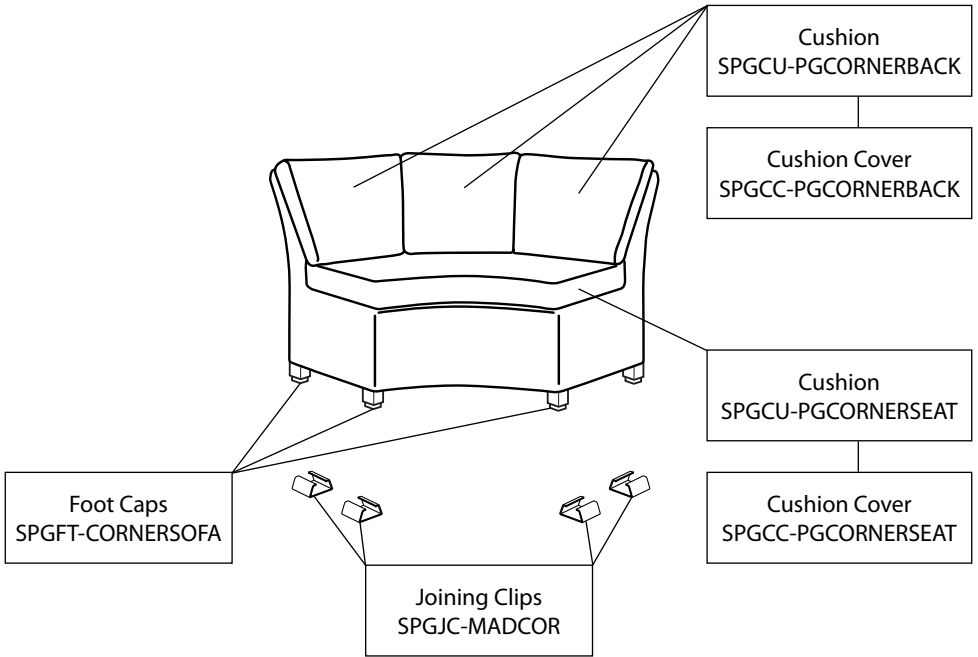 Cushion
SPGCU-PGCORNERBACK
Cushion Cover
SPGCC-PGCORNERBACK
Cushion
SPGCU-PGCORNERSEAT
Cushion Cover
SPGCC-PGCORNERSEAT
Foot Caps
SPGFT-CORNERSOFA
Joining Clips
SPGJC-MADCOR